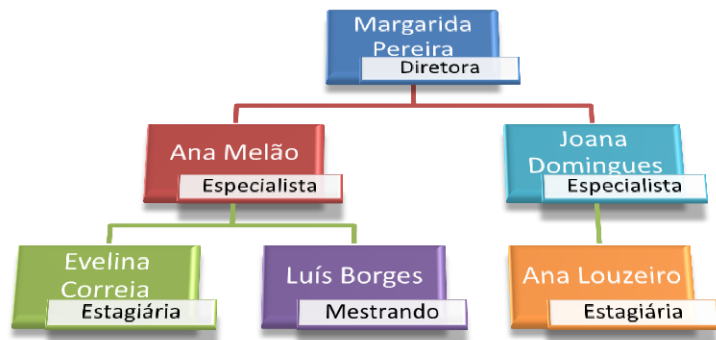 Margarida
Pereira
Diretora
Ana Melão
Especialista
Joana
Domingues
Especialista
Evelina
Correia
Estagiária
Luís Borges
Mestrando
Ana Louzeiro
Estagiária